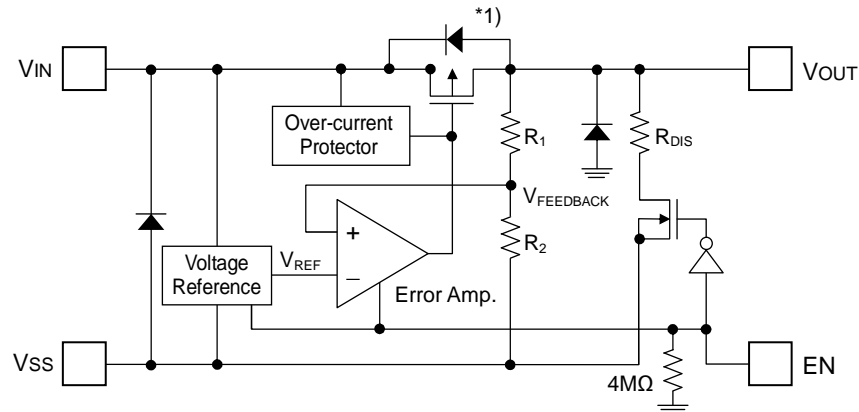 *1)
VIN
VOUT
Over-current
Protector
R1
RDIS
VFEEDBACK
+
Voltage
Reference
VREF
−
R2
Error Amp.
VSS
4MΩ
EN